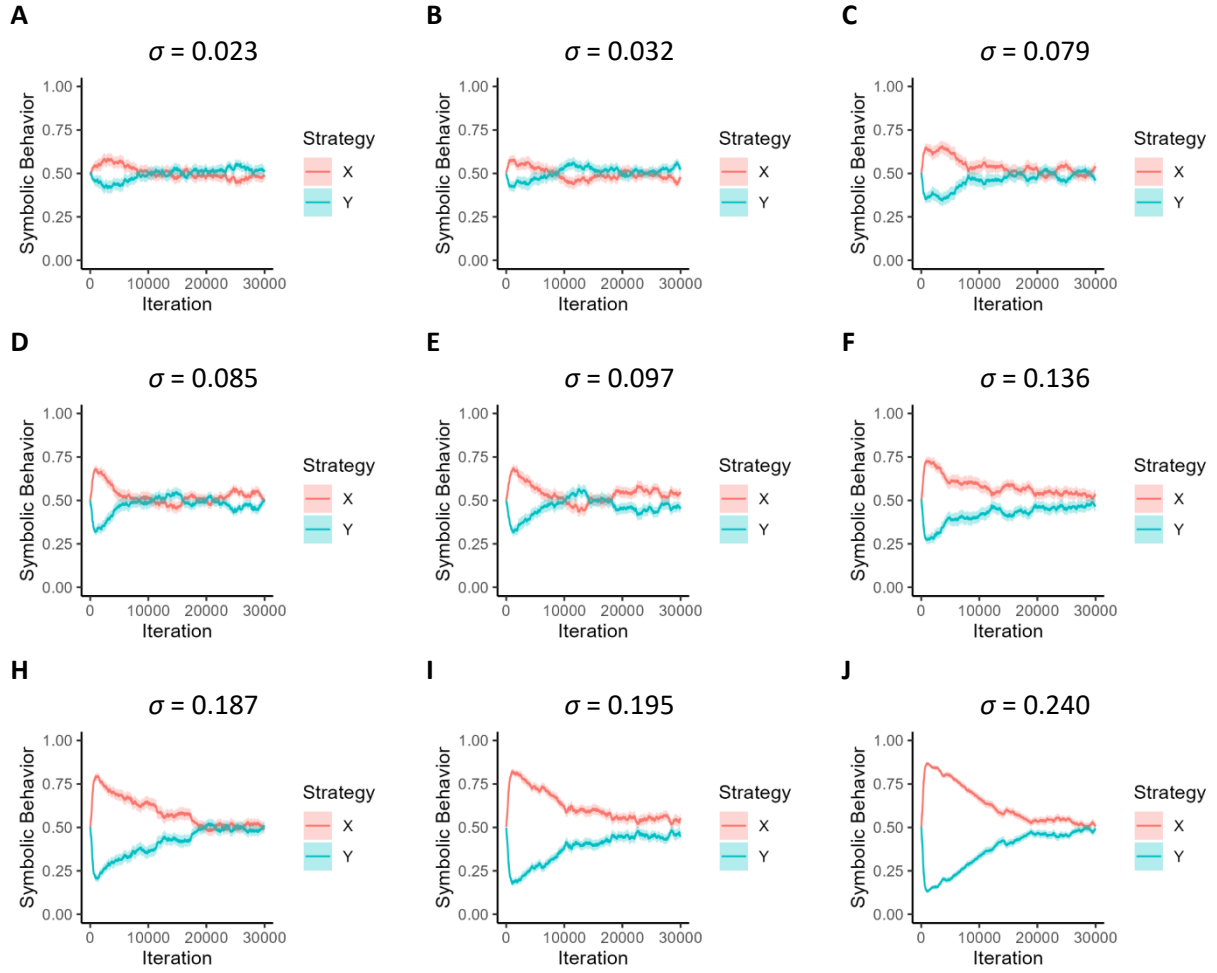 A
σ = 0.023
Symbolic Behavior
1.00
0.75
0.50
0.25
0.00
0 10000 20000 30000
Iteration
Strategy
X
Y
B
σ = 0.032
Symbolic Behavior
1.00
0.75
0.50
0.25
0.00
0 10000 20000 30000
Iteration
Strategy
X
Y
C
σ = 0.079
Symbolic Behavior
1.00
0.75
0.50
0.25
0.00
0 10000 20000 30000
Iteration
Strategy
X
Y
D
σ = 0.085
Symbolic Behavior
1.00
0.75
0.50
0.25
0.00
0 10000 20000 30000
Iteration
Strategy
X
Y
E
σ = 0.097
Symbolic Behavior
1.00
0.75
0.50
0.25
0.00
0 10000 20000 30000
Iteration
Strategy
X
Y
F
σ = 0.136
Symbolic Behavior
1.00
0.75
0.50
0.25
0.00
0 10000 20000 30000
Iteration
Strategy
X
Y
H
σ = 0.187
Symbolic Behavior
1.00
0.75
0.50
0.25
0.00
0 10000 20000 30000
Iteration
Strategy
X
Y
I
σ = 0.195
Symbolic Behavior
1.00
0.75
0.50
0.25
0.00
0 10000 20000 30000
Iteration
Strategy
X
Y
J
σ = 0.240
Symbolic Behavior
1.00
0.75
0.50
0.25
0.00
0 10000 20000 30000
Iteration
Strategy
X
Y